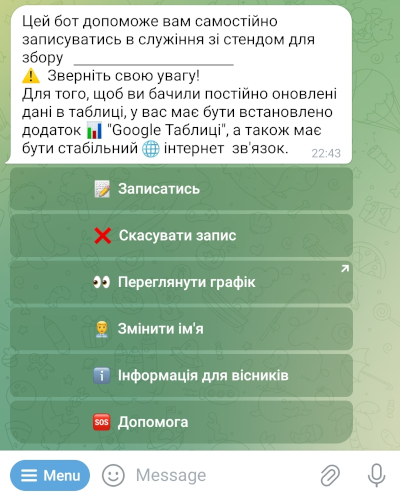 Цей бот допоможе вам самостійно
записуватись в служіння зі стендом для
збору ____________________
⚠️ Зверніть свою увагу!
Для того, щоб ви бачили постійно оновлені
дані в таблиці, у вас має бути встановлено
додаток 📊 "Google Таблиці", а також має
бути стабільний 🌐 інтернет зв'язок.
22:43
📝 Записатись
❌ Скасувати запис
👀 Переглянути графік
👨‍💼 Змінити ім'я
ℹ️ Інформація для вісників
🆘 Допомога
Menu
Message